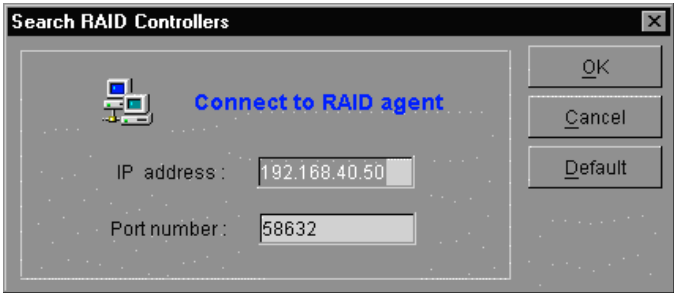 Search RAID Controllers
Connect to RAID agent
IP address :
192.168.40.50
Port number :
58632
OK
Cancel
Default